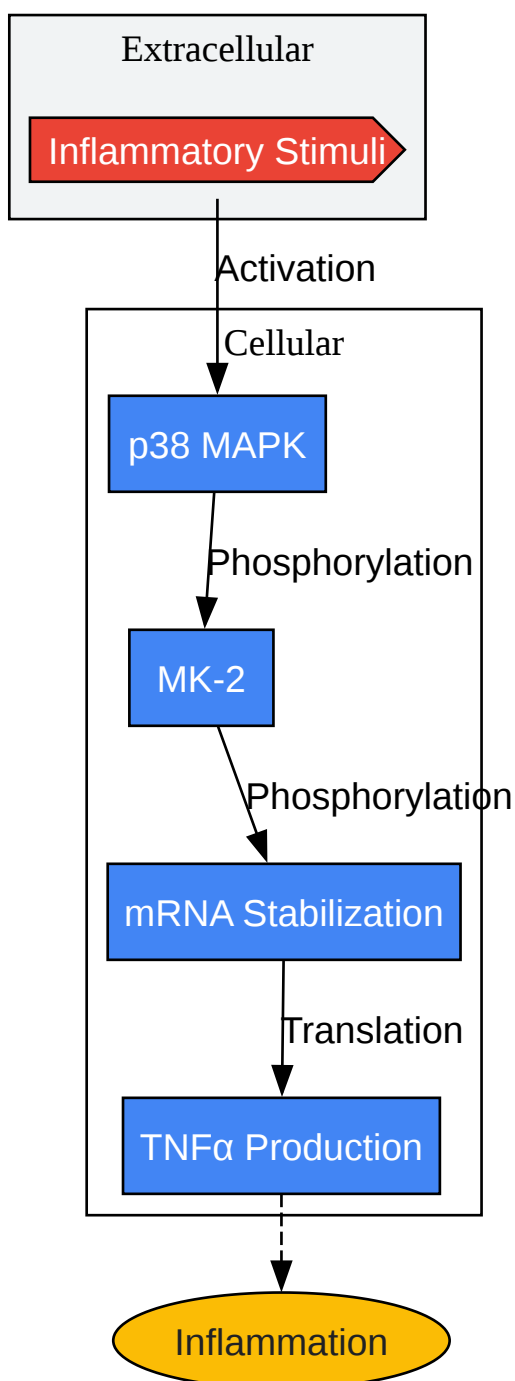 Extracellular
Inflammatory Stimuli
Activation
Cellular
p38 MAPK
Phosphorylation
MK-2
Phosphorylation
mRNA Stabilization
Translation
TNFα Production
Inflammation